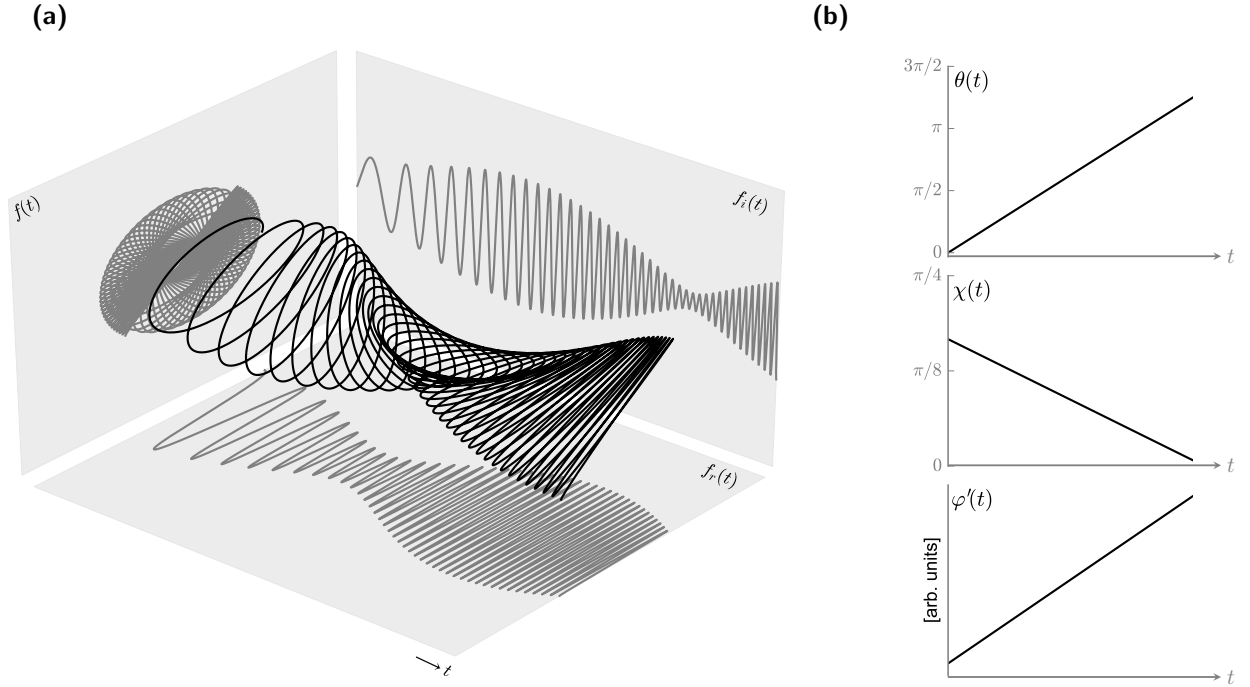 (a)
f(t)
f_i(t)
f_r(t)
→ t
(b)
3π/2
θ(t)
π
π/2
0
t
π/4
χ(t)
π/8
0
t
φ′(t)
[arb. units]
t